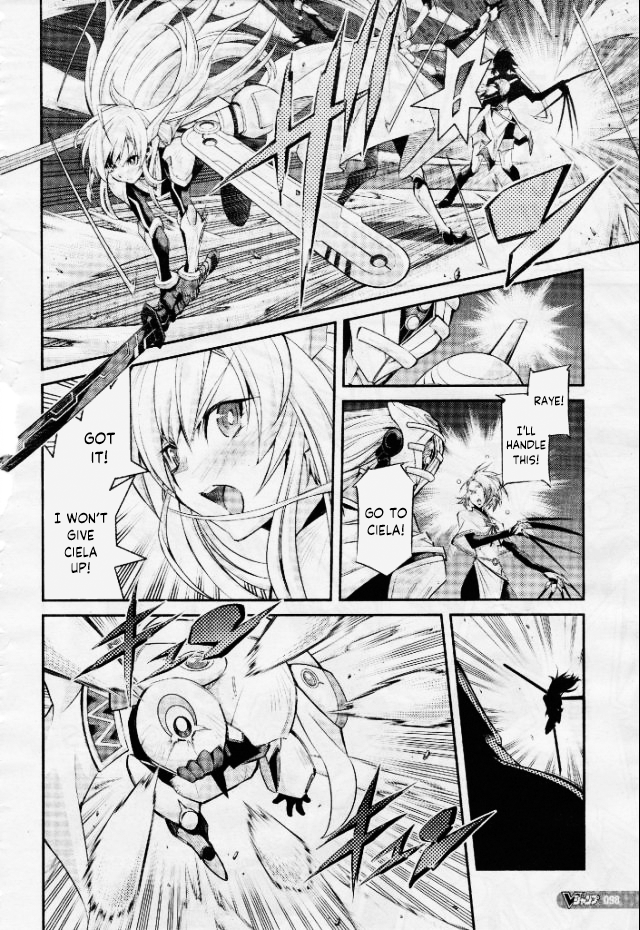 RAYE!
I'LL
HANDLE
THIS!
GO TO
CIELA!
GOT
IT!
I WON'T
GIVE
CIELA
UP!
Vジャンプ 098